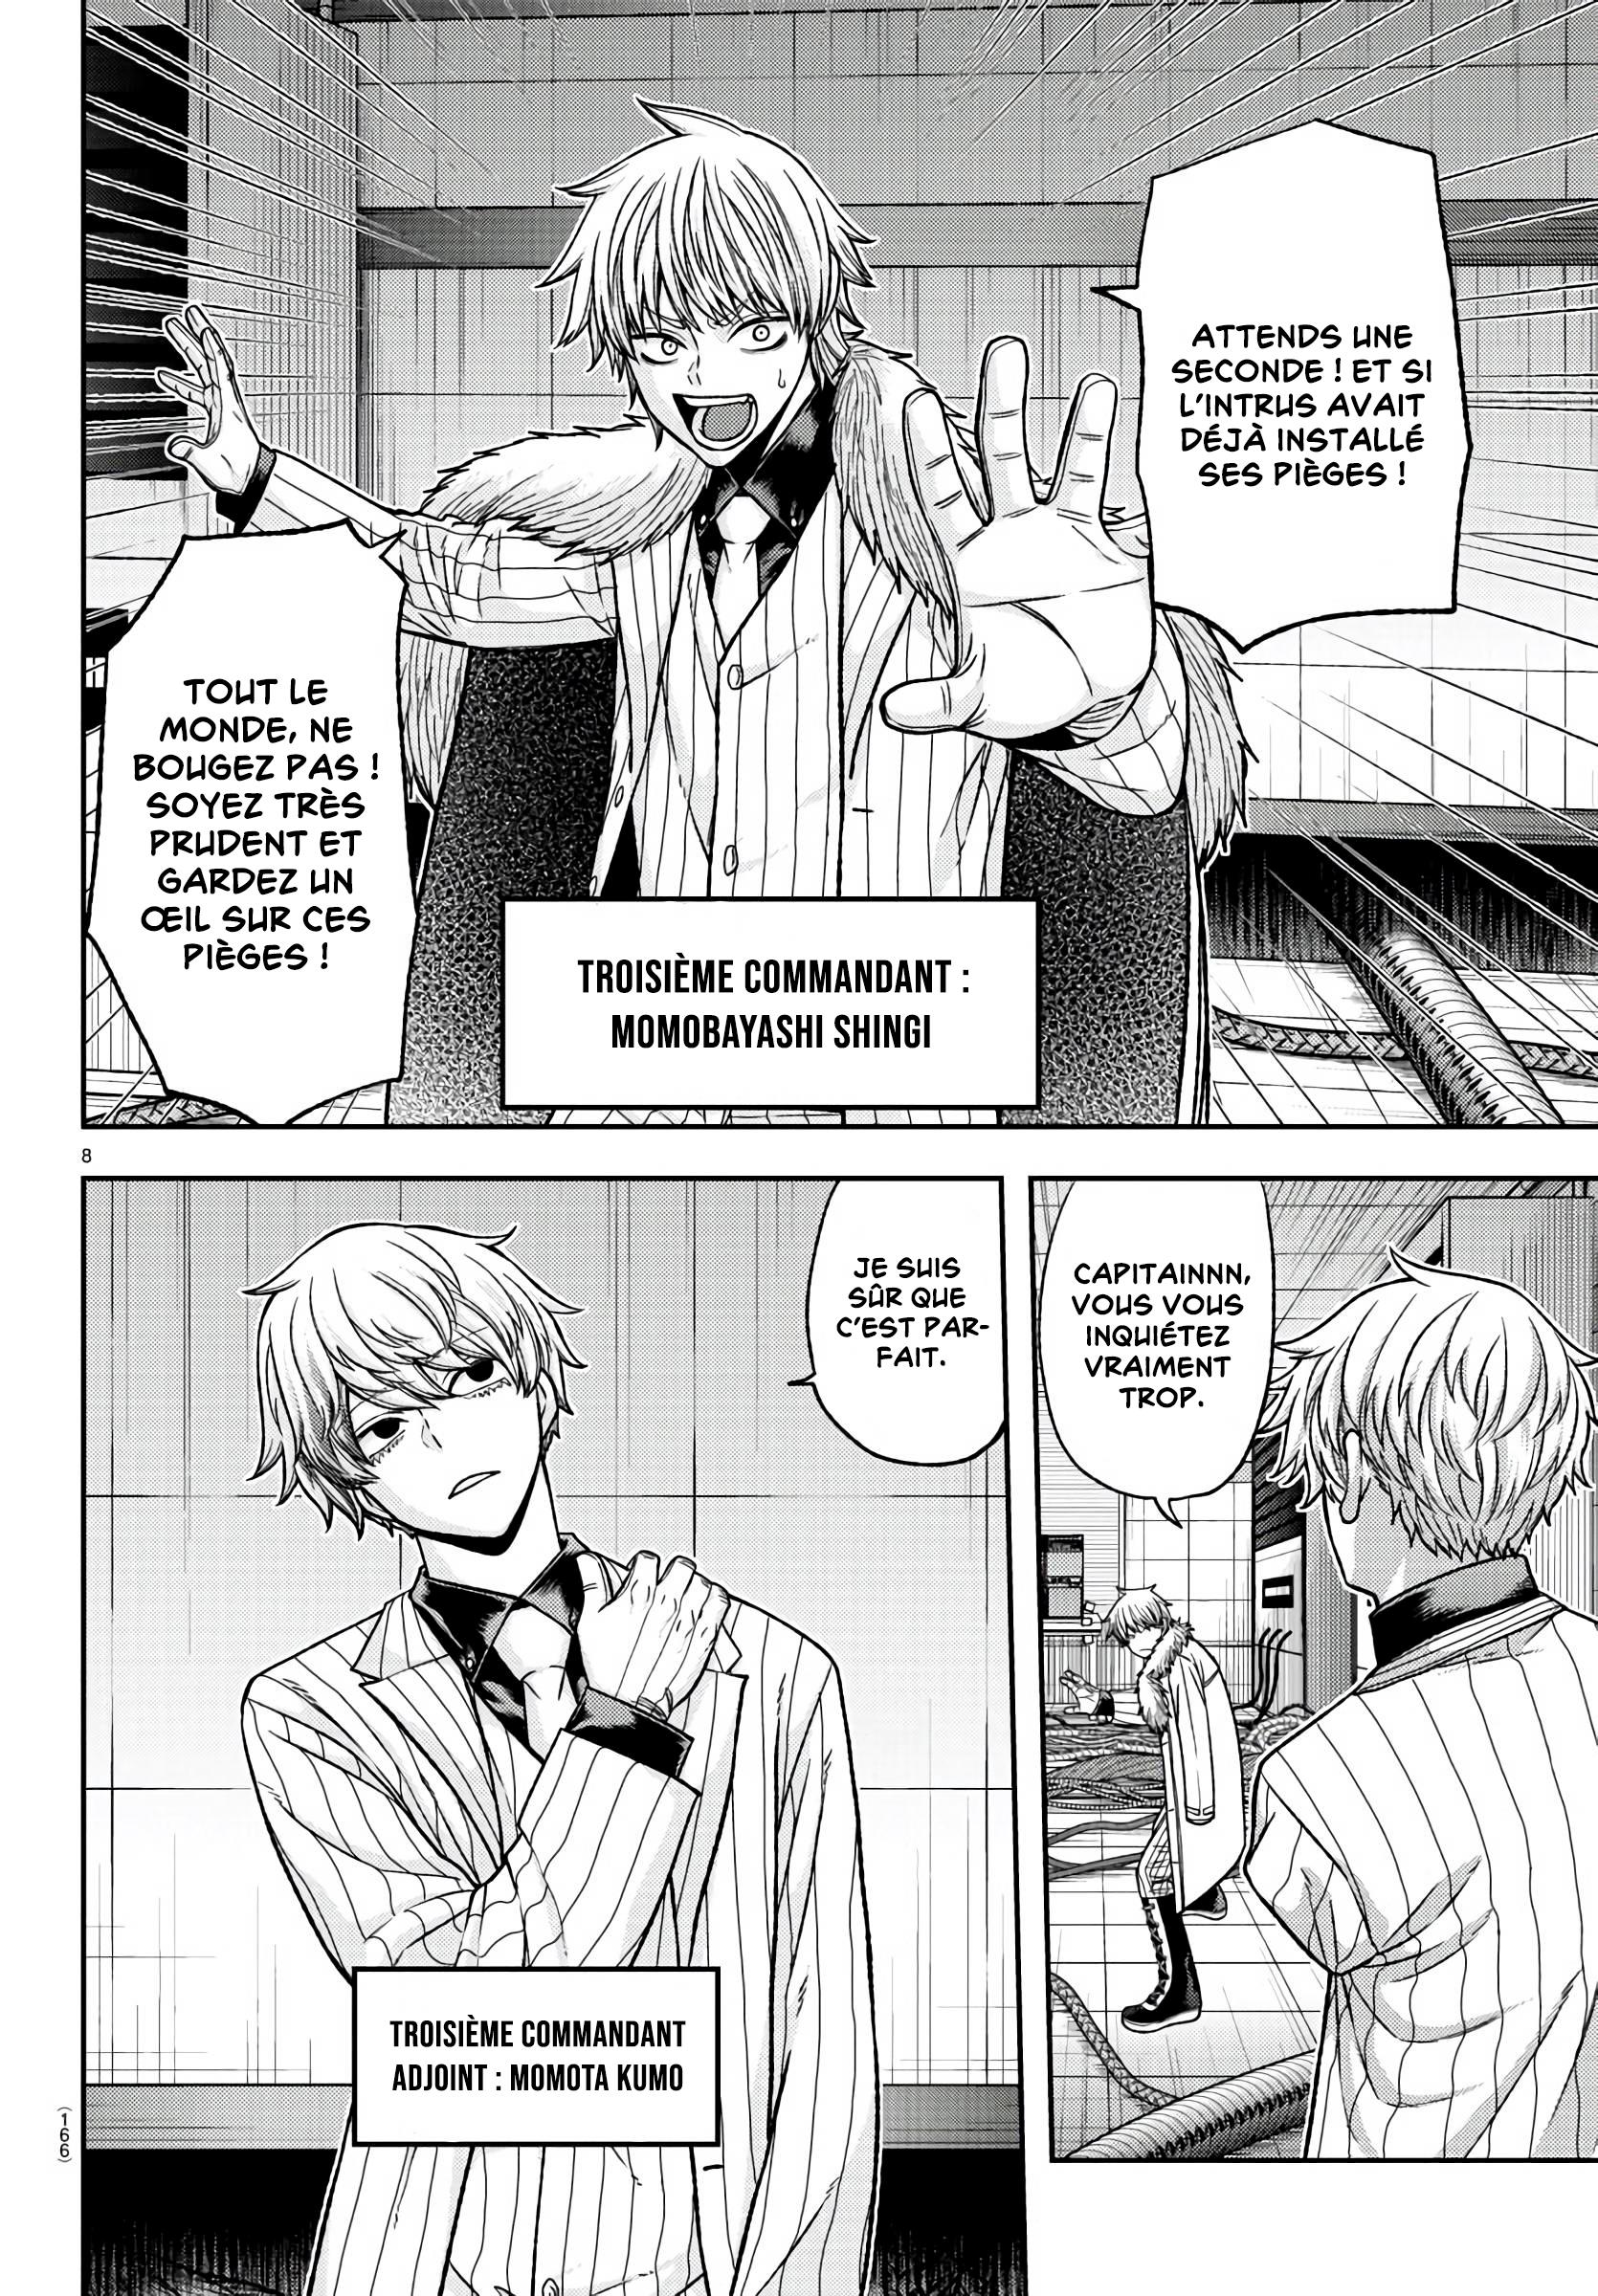 ATTENDS UNE
SECONDE ! ET SI
L'INTRUS AVAIT
DÉJÀ INSTALLÉ
SES PIÈGES !
TOUT LE
MONDE, NE
BOUGEZ PAS !
SOYEZ TRÈS
PRUDENT ET
GARDEZ UN
ŒIL SUR CES
PIÈGES !
TROISIÈME COMMANDANT :
MOMOBAYASHI SHINGI
8
CAPITAINNN,
VOUS VOUS
INQUIÉTEZ
VRAIMENT
TROP.
JE SUIS
SÛR QUE
C'EST PAR-
FAIT.
TROISIÈME COMMANDANT
ADJOINT : MOMOTA KUMO
(166)